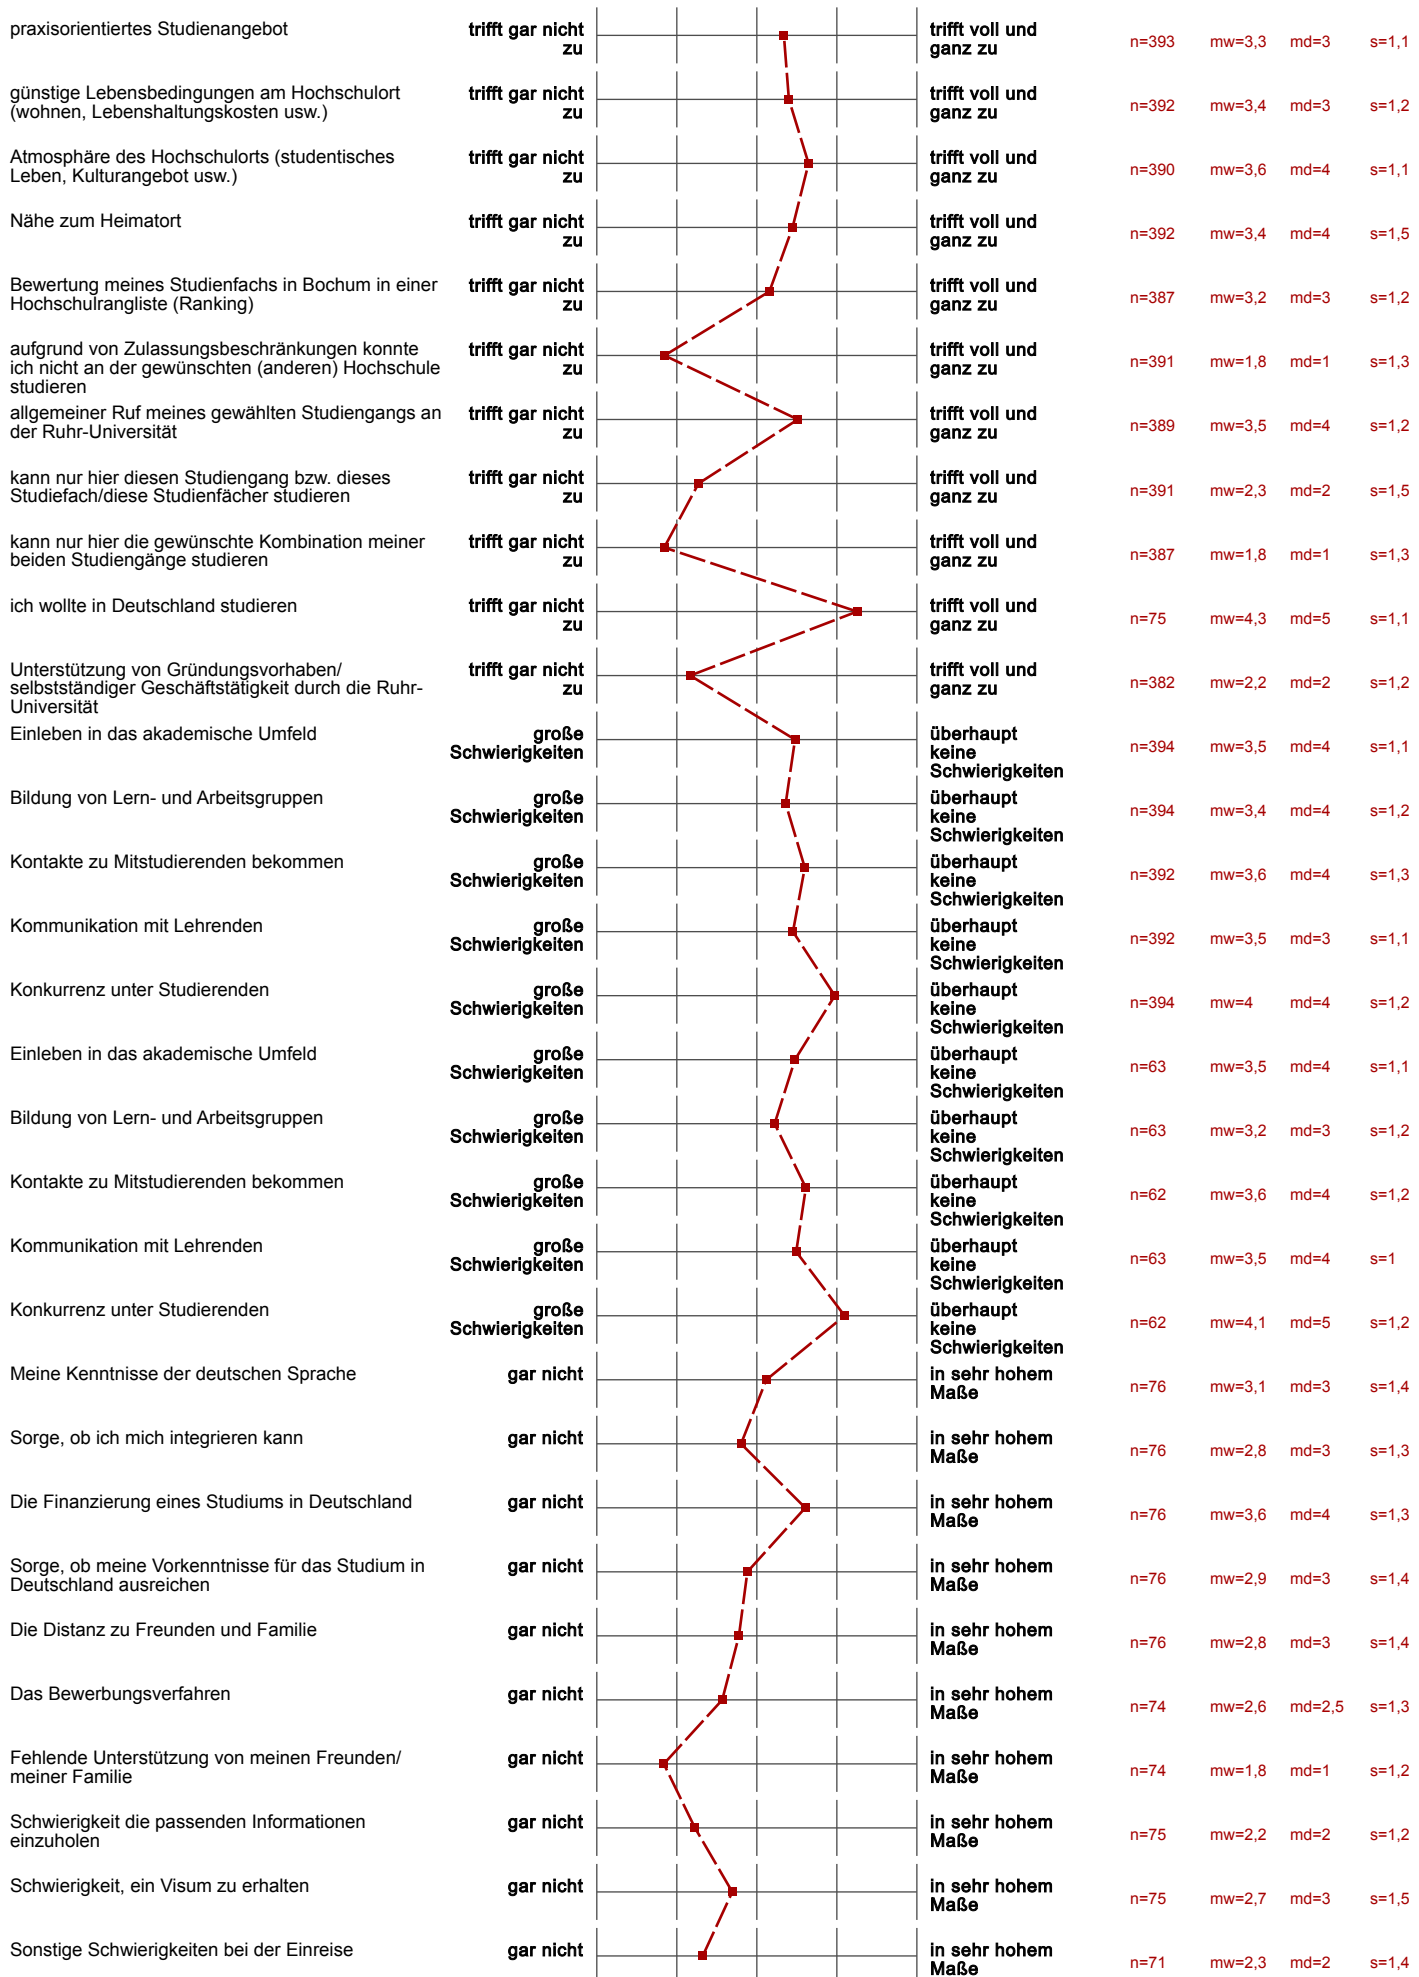 praxisorientiertes Studienangebot
trifft gar nicht
zu
trifft voll und
ganz zu
n=393 mw=3,3 md=3 s=1,1
günstige Lebensbedingungen am Hochschulort
(wohnen, Lebenshaltungskosten usw.)
trifft gar nicht
zu
trifft voll und
ganz zu
n=392 mw=3,4 md=3 s=1,2
Atmosphäre des Hochschulorts (studentisches
Leben, Kulturangebot usw.)
trifft gar nicht
zu
trifft voll und
ganz zu
n=390 mw=3,6 md=4 s=1,1
Nähe zum Heimatort
trifft gar nicht
zu
trifft voll und
ganz zu
n=392 mw=3,4 md=4 s=1,5
Bewertung meines Studienfachs in Bochum in einer
Hochschulrangliste (Ranking)
trifft gar nicht
zu
trifft voll und
ganz zu
n=387 mw=3,2 md=3 s=1,2
aufgrund von Zulassungsbeschränkungen konnte
ich nicht an der gewünschten (anderen) Hochschule
studieren
trifft gar nicht
zu
trifft voll und
ganz zu
n=391 mw=1,8 md=1 s=1,3
allgemeiner Ruf meines gewählten Studiengangs an
der Ruhr-Universität
trifft gar nicht
zu
trifft voll und
ganz zu
n=389 mw=3,5 md=4 s=1,2
kann nur hier diesen Studiengang bzw. dieses
Studiefach/diese Studienfächer studieren
trifft gar nicht
zu
trifft voll und
ganz zu
n=391 mw=2,3 md=2 s=1,5
kann nur hier die gewünschte Kombination meiner
beiden Studiengänge studieren
trifft gar nicht
zu
trifft voll und
ganz zu
n=387 mw=1,8 md=1 s=1,3
ich wollte in Deutschland studieren
trifft gar nicht
zu
trifft voll und
ganz zu
n=75 mw=4,3 md=5 s=1,1
Unterstützung von Gründungsvorhaben/
selbstständiger Geschäftstätigkeit durch die Ruhr-
Universität
trifft gar nicht
zu
trifft voll und
ganz zu
n=382 mw=2,2 md=2 s=1,2
Einleben in das akademische Umfeld
große
Schwierigkeiten
überhaupt
keine
Schwierigkeiten
n=394 mw=3,5 md=4 s=1,1
Bildung von Lern- und Arbeitsgruppen
große
Schwierigkeiten
überhaupt
keine
Schwierigkeiten
n=394 mw=3,4 md=4 s=1,2
Kontakte zu Mitstudierenden bekommen
große
Schwierigkeiten
überhaupt
keine
Schwierigkeiten
n=392 mw=3,6 md=4 s=1,3
Kommunikation mit Lehrenden
große
Schwierigkeiten
überhaupt
keine
Schwierigkeiten
n=392 mw=3,5 md=3 s=1,1
Konkurrenz unter Studierenden
große
Schwierigkeiten
überhaupt
keine
Schwierigkeiten
n=394 mw=4 md=4 s=1,2
Einleben in das akademische Umfeld
große
Schwierigkeiten
überhaupt
keine
Schwierigkeiten
n=63 mw=3,5 md=4 s=1,1
Bildung von Lern- und Arbeitsgruppen
große
Schwierigkeiten
überhaupt
keine
Schwierigkeiten
n=63 mw=3,2 md=3 s=1,2
Kontakte zu Mitstudierenden bekommen
große
Schwierigkeiten
überhaupt
keine
Schwierigkeiten
n=62 mw=3,6 md=4 s=1,2
Kommunikation mit Lehrenden
große
Schwierigkeiten
überhaupt
keine
Schwierigkeiten
n=63 mw=3,5 md=4 s=1
Konkurrenz unter Studierenden
große
Schwierigkeiten
überhaupt
keine
Schwierigkeiten
n=62 mw=4,1 md=5 s=1,2
Meine Kenntnisse der deutschen Sprache
gar nicht
in sehr hohem
Maße
n=76 mw=3,1 md=3 s=1,4
Sorge, ob ich mich integrieren kann
gar nicht
in sehr hohem
Maße
n=76 mw=2,8 md=3 s=1,3
Die Finanzierung eines Studiums in Deutschland
gar nicht
in sehr hohem
Maße
n=76 mw=3,6 md=4 s=1,3
Sorge, ob meine Vorkenntnisse für das Studium in
Deutschland ausreichen
gar nicht
in sehr hohem
Maße
n=76 mw=2,9 md=3 s=1,4
Die Distanz zu Freunden und Familie
gar nicht
in sehr hohem
Maße
n=76 mw=2,8 md=3 s=1,4
Das Bewerbungsverfahren
gar nicht
in sehr hohem
Maße
n=74 mw=2,6 md=2,5 s=1,3
Fehlende Unterstützung von meinen Freunden/
meiner Familie
gar nicht
in sehr hohem
Maße
n=74 mw=1,8 md=1 s=1,2
Schwierigkeit die passenden Informationen
einzuholen
gar nicht
in sehr hohem
Maße
n=75 mw=2,2 md=2 s=1,2
Schwierigkeit, ein Visum zu erhalten
gar nicht
in sehr hohem
Maße
n=75 mw=2,7 md=3 s=1,5
Sonstige Schwierigkeiten bei der Einreise
gar nicht
in sehr hohem
Maße
n=71 mw=2,3 md=2 s=1,4